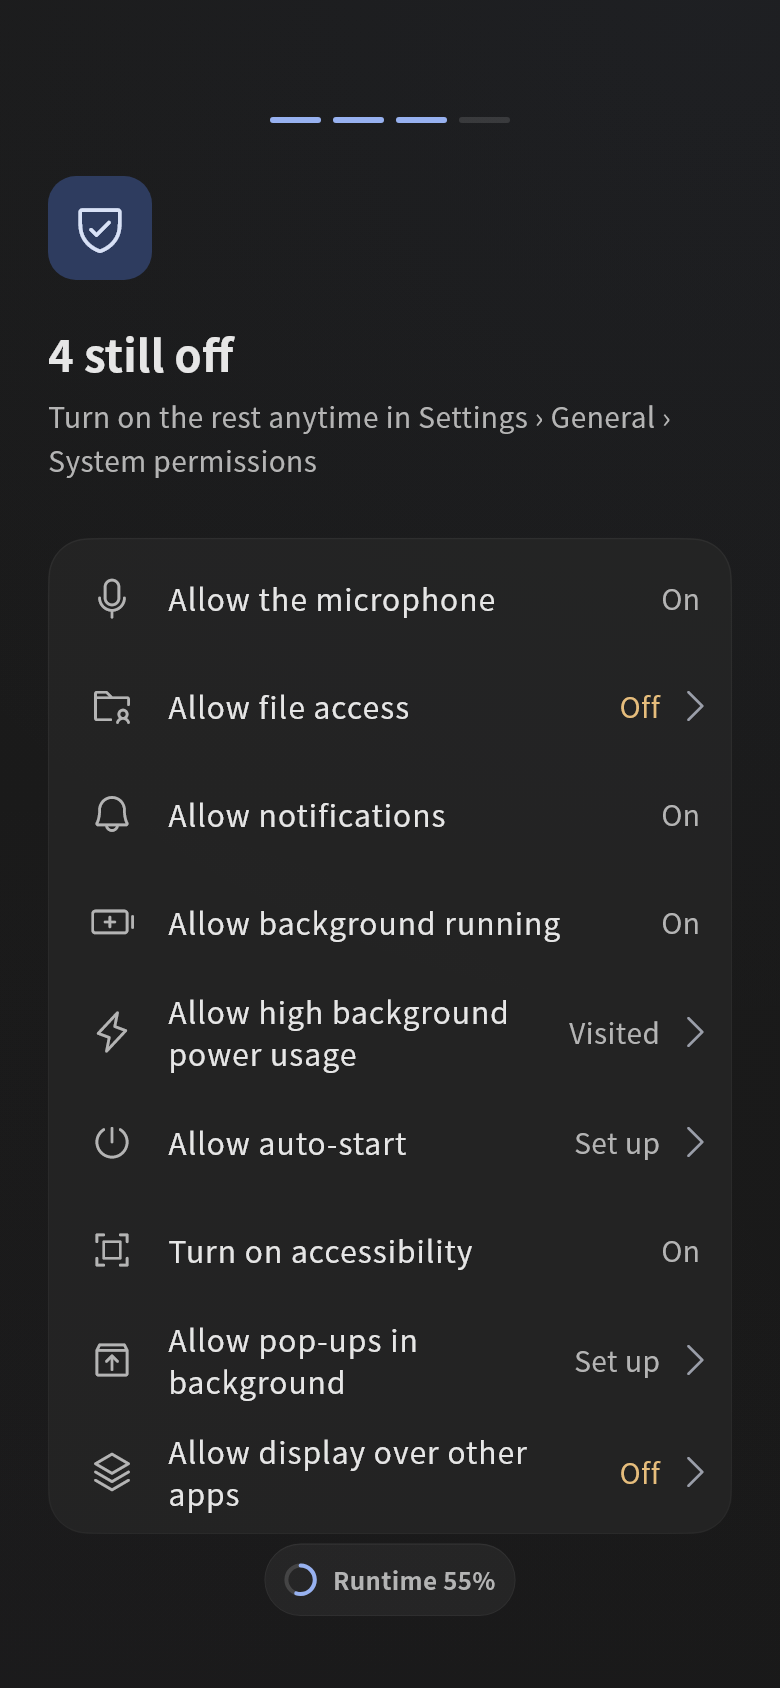 4 still off
Turn on the rest anytime in Settings › General ›
System permissions
Allow the microphone
On
Allow file access
Off
Allow notifications
On
Allow background running
On
Allow high background
power usage
Visited
Allow auto-start
Set up
Turn on accessibility
On
Allow pop-ups in
background
Set up
Allow display over other
apps
Off
Runtime 55%